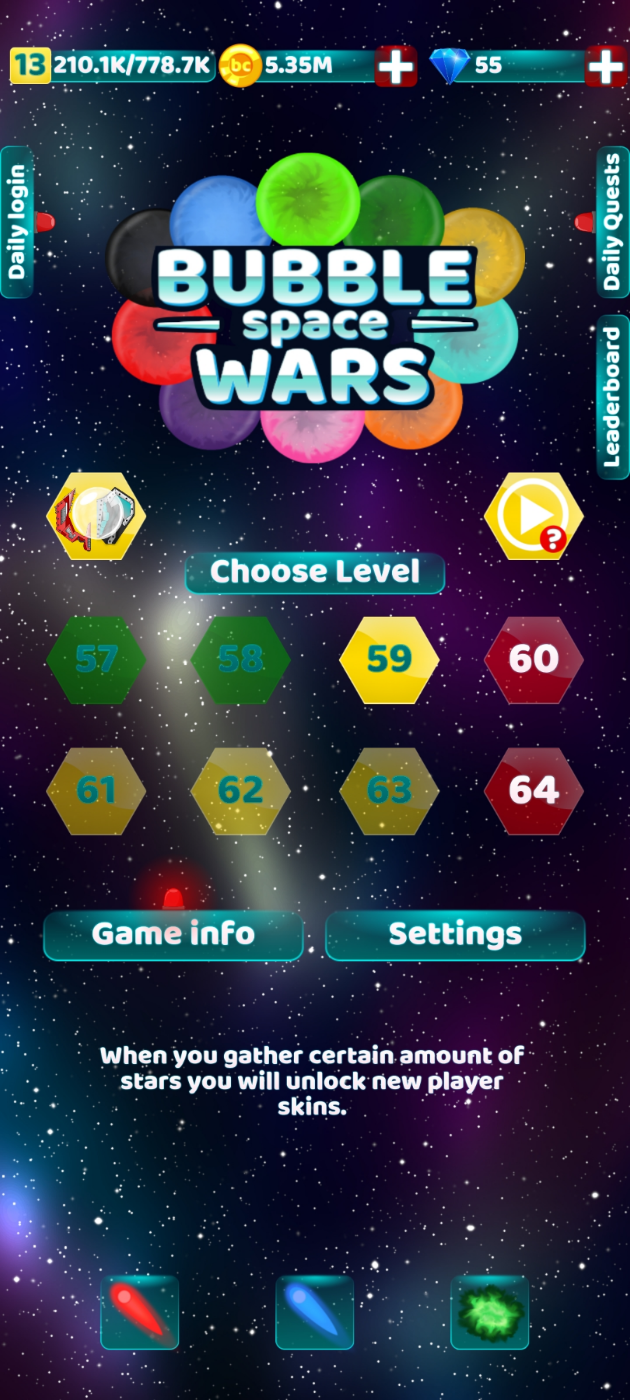 13 210.1K/778.7K bc 5.35M 55
Daily login
Daily Quests
BUBBLE
space
WARS
Leaderboard
?
Choose Level
57 58 59 60
61 62 63 64
Game info Settings
When you gather certain amount of
stars you will unlock new player
skins.